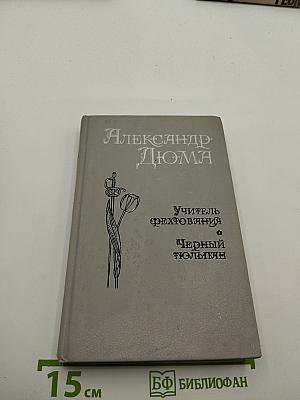 Александр
Дюма
Учитель
фехтования
Черный
тюльпан
15 см
БФ БИБЛИОФАН